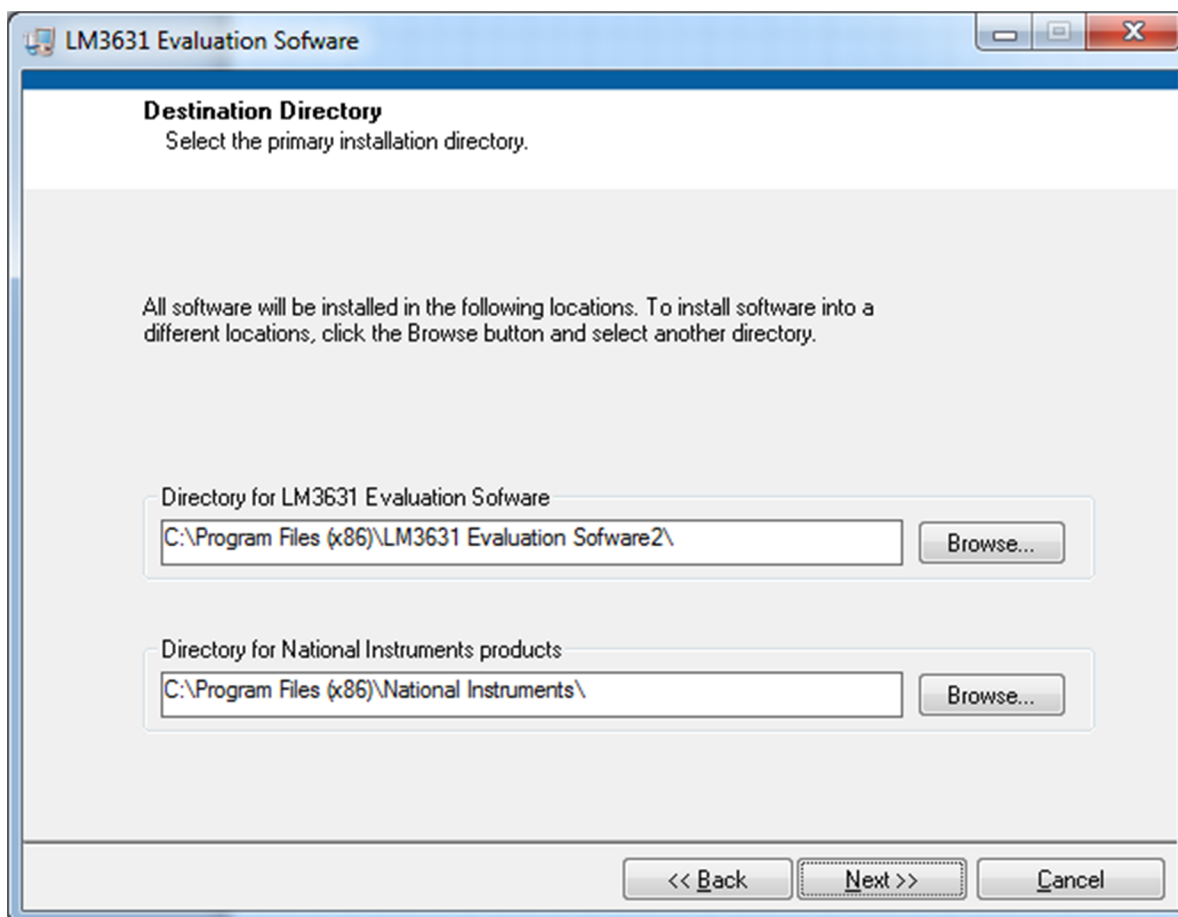 LM3631 Evaluation Sofware
Destination Directory
Select the primary installation directory.
All software will be installed in the following locations. To install software into a
different locations, click the Browse button and select another directory.
Directory for LM3631 Evaluation Sofware
C:\Program Files (x86)\LM3631 Evaluation Sofware2\
Browse...
Directory for National Instruments products
C:\Program Files (x86)\National Instruments\
Browse...
<< Back
Next >>
Cancel